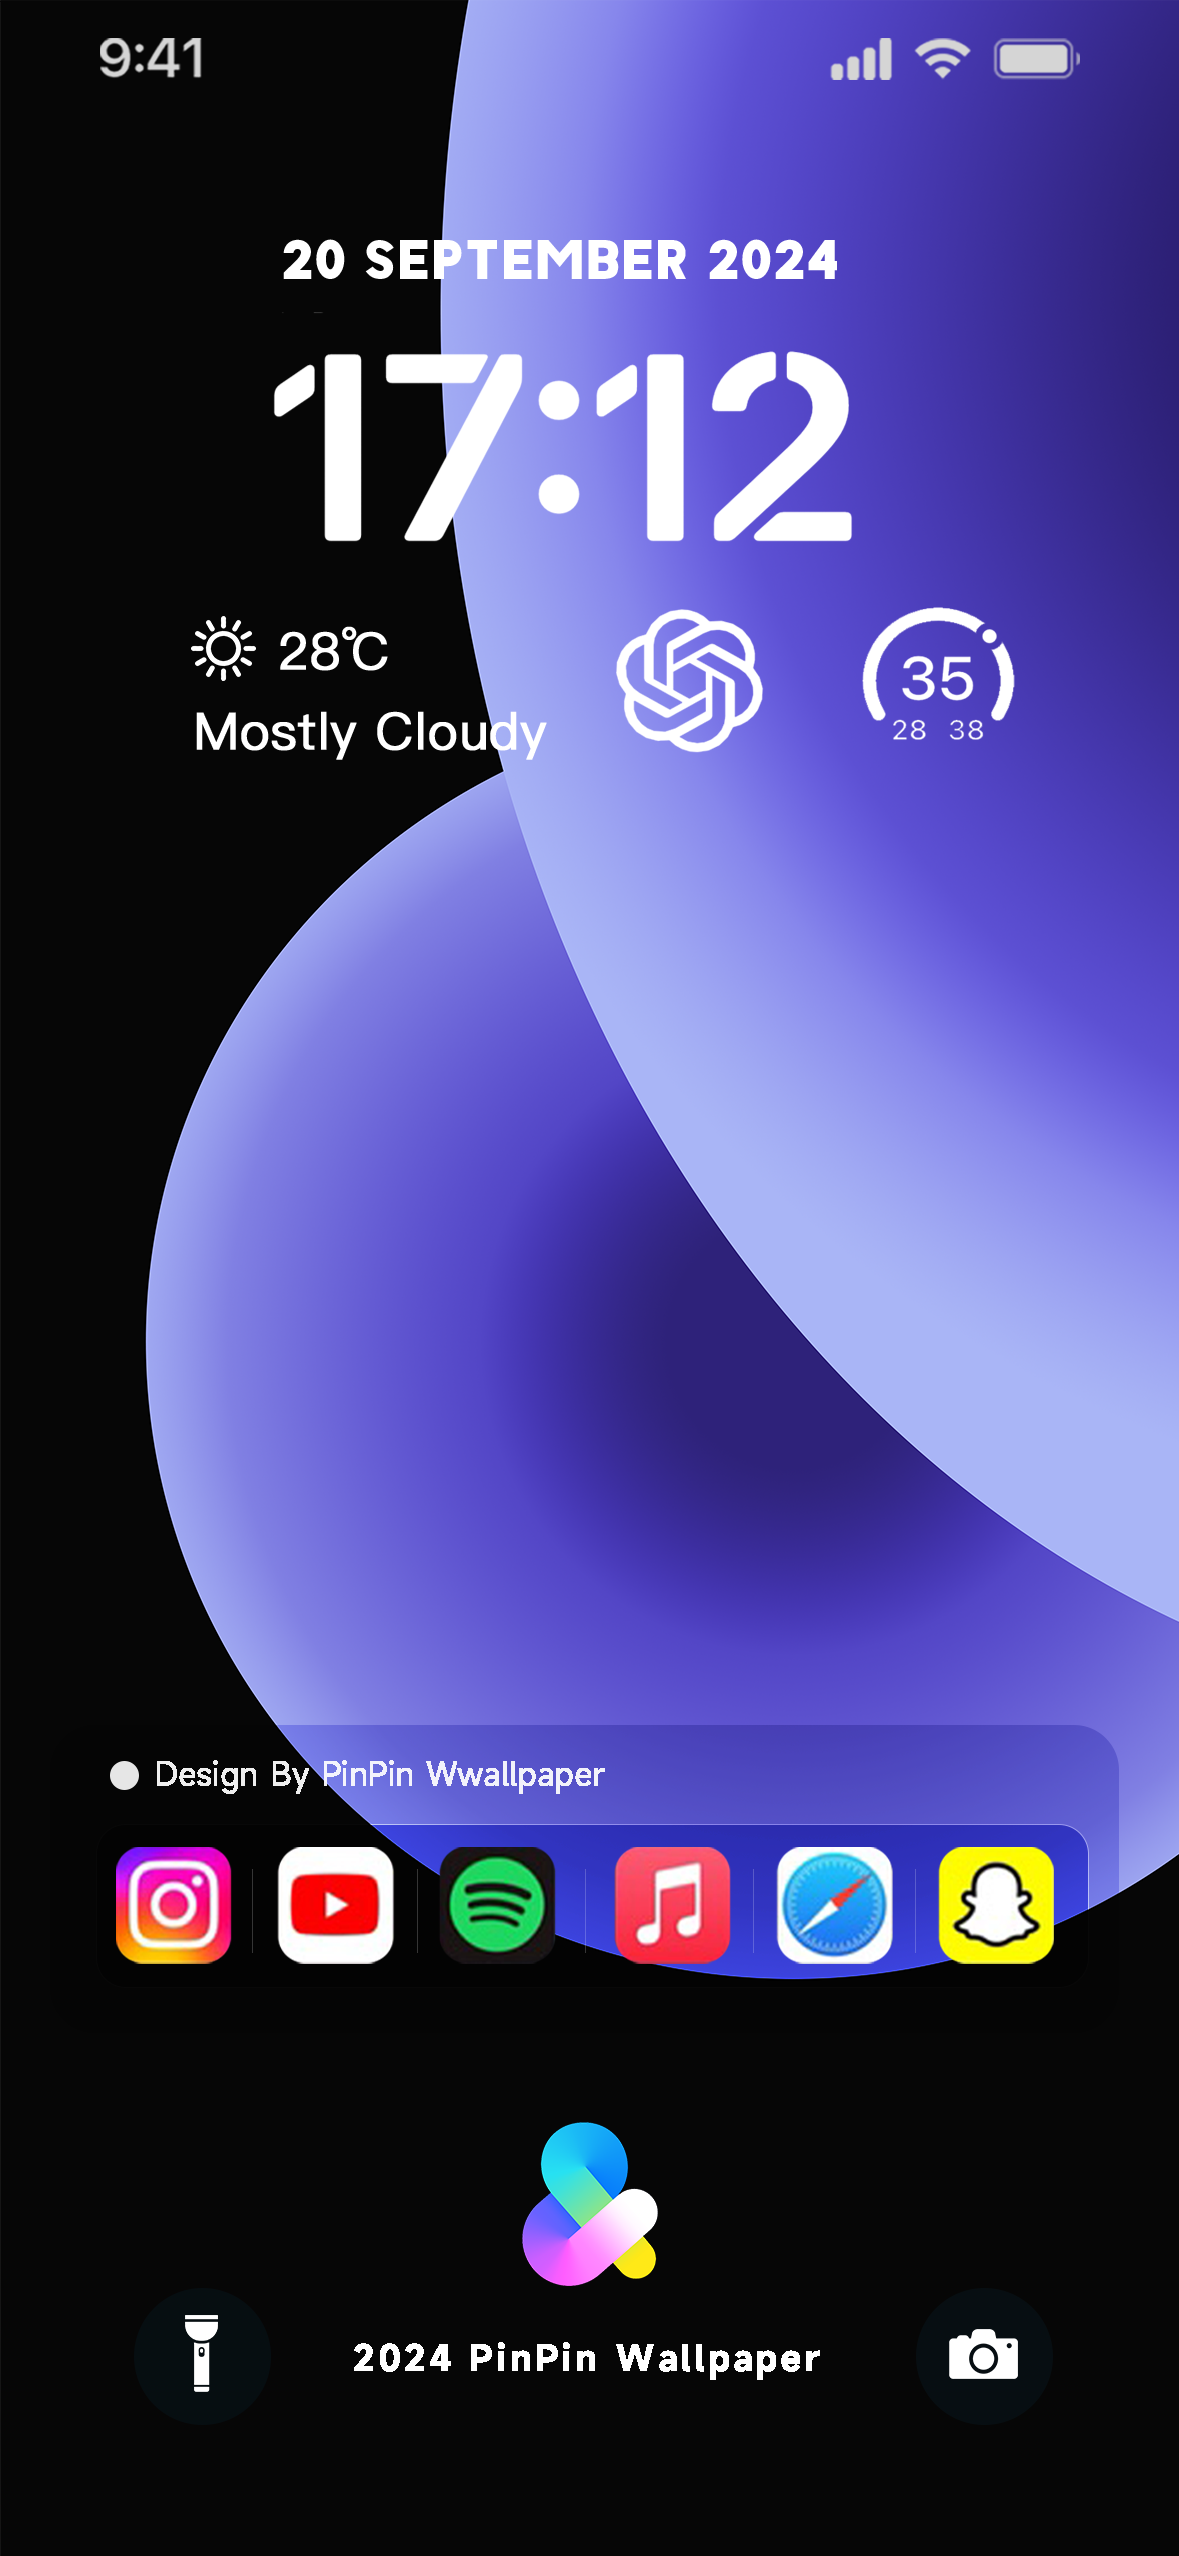 9:41
20 SEPTEMBER 2024
17:12
28℃
Mostly Cloudy
35
28 38
Design By PinPin Wwallpaper
2024 PinPin Wallpaper